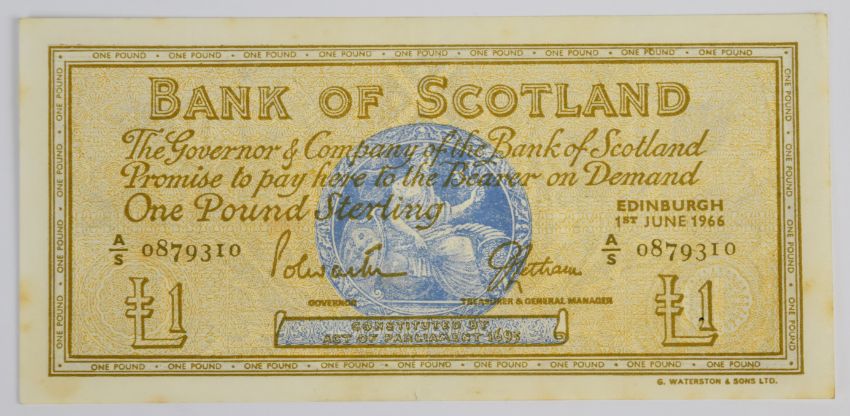 ONE POUND • ONE POUND • ONE POUND • ONE POUND • ONE POUND • ONE POUND • ONE POUND • ONE POUND • ONE POUND
BANK OF SCOTLAND
The Governor & Company of the Bank of Scotland
Promise to pay here to the Bearer on Demand
One Pound Sterling
EDINBURGH
1ST JUNE 1966
A/S 0879310
A/S 0879310
Polwarth
GOVERNOR
TREASURER & GENERAL MANAGER
£1
£1
CONSTITUTED BY
ACT OF PARLIAMENT 1695
ONE POUND • ONE POUND • ONE POUND • ONE POUND • ONE POUND • ONE POUND • ONE POUND • ONE POUND • ONE POUND
ONE POUND • ONE POUND • ONE POUND • ONE POUND
ONE POUND • ONE POUND • ONE POUND • ONE POUND
G. WATERSTON & SONS LTD.